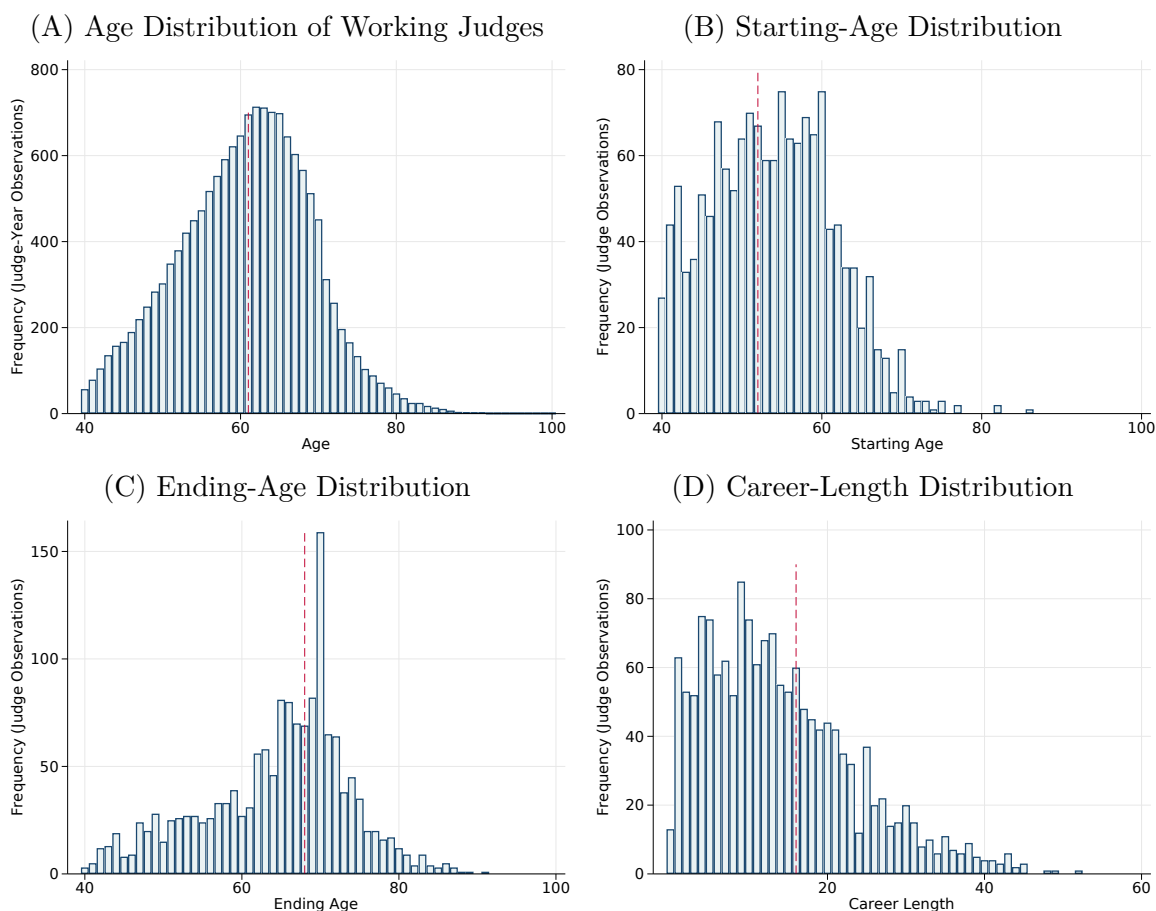 (A) Age Distribution of Working Judges
800
600
400
200
0
40 60 80 100
Frequency (Judge-Year Observations)
Age
(B) Starting-Age Distribution
80
60
40
20
0
40 60 80 100
Frequency (Judge Observations)
Starting Age
(C) Ending-Age Distribution
150
100
50
0
40 60 80 100
Frequency (Judge Observations)
Ending Age
(D) Career-Length Distribution
100
80
60
40
20
0
20 40 60
Frequency (Judge Observations)
Career Length